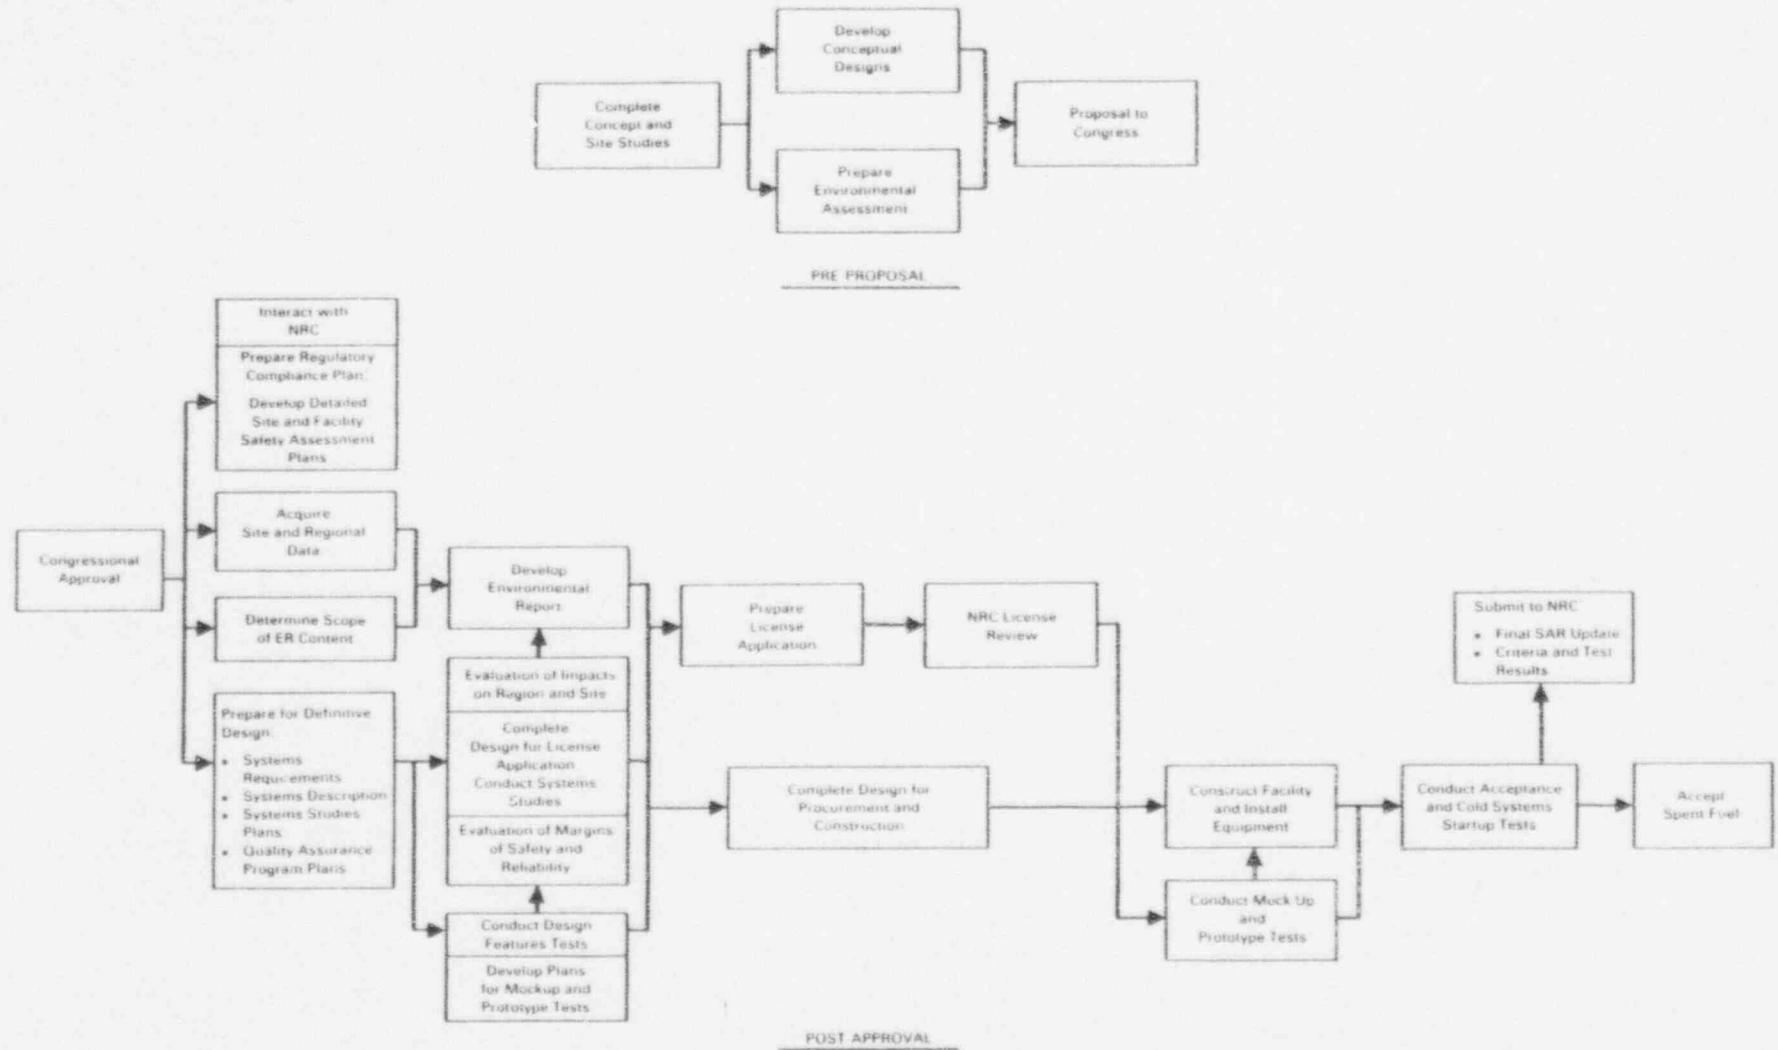 Develop
Conceptual
Designs
Complete
Concept and
Site Studies
Proposal to
Congress
Prepare
Environmental
Assessment
PRE PROPOSAL
Interact with
NRC
Prepare Regulatory
Compliance Plan.
Develop Detailed
Site and Facility
Safety Assessment
Plans
Acquire
Site and Regional
Data
Congressional
Approval
Determine Scope
of ER Content
Prepare for Definitive
Design:
• Systems
Requirements
• Systems Description
• Systems Studies
Plans
• Quality Assurance
Program Plans
Develop
Environmental
Report
Evaluation of Impacts
on Region and Site
Complete
Design for License
Application
Conduct Systems
Studies
Evaluation of Margins
of Safety and
Reliability
Conduct Design
Features Tests
Develop Plans
for Mockup and
Prototype Tests
Prepare
License
Application
NRC License
Review
Complete Design for
Procurement and
Construction
Construct Facility
and Install
Equipment
Conduct Mock Up
and
Prototype Tests
Submit to NRC
• Final SAR Update
• Criteria and Test
Results
Conduct Acceptance
and Cold Systems
Startup Tests
Accept
Spent Fuel
POST APPROVAL